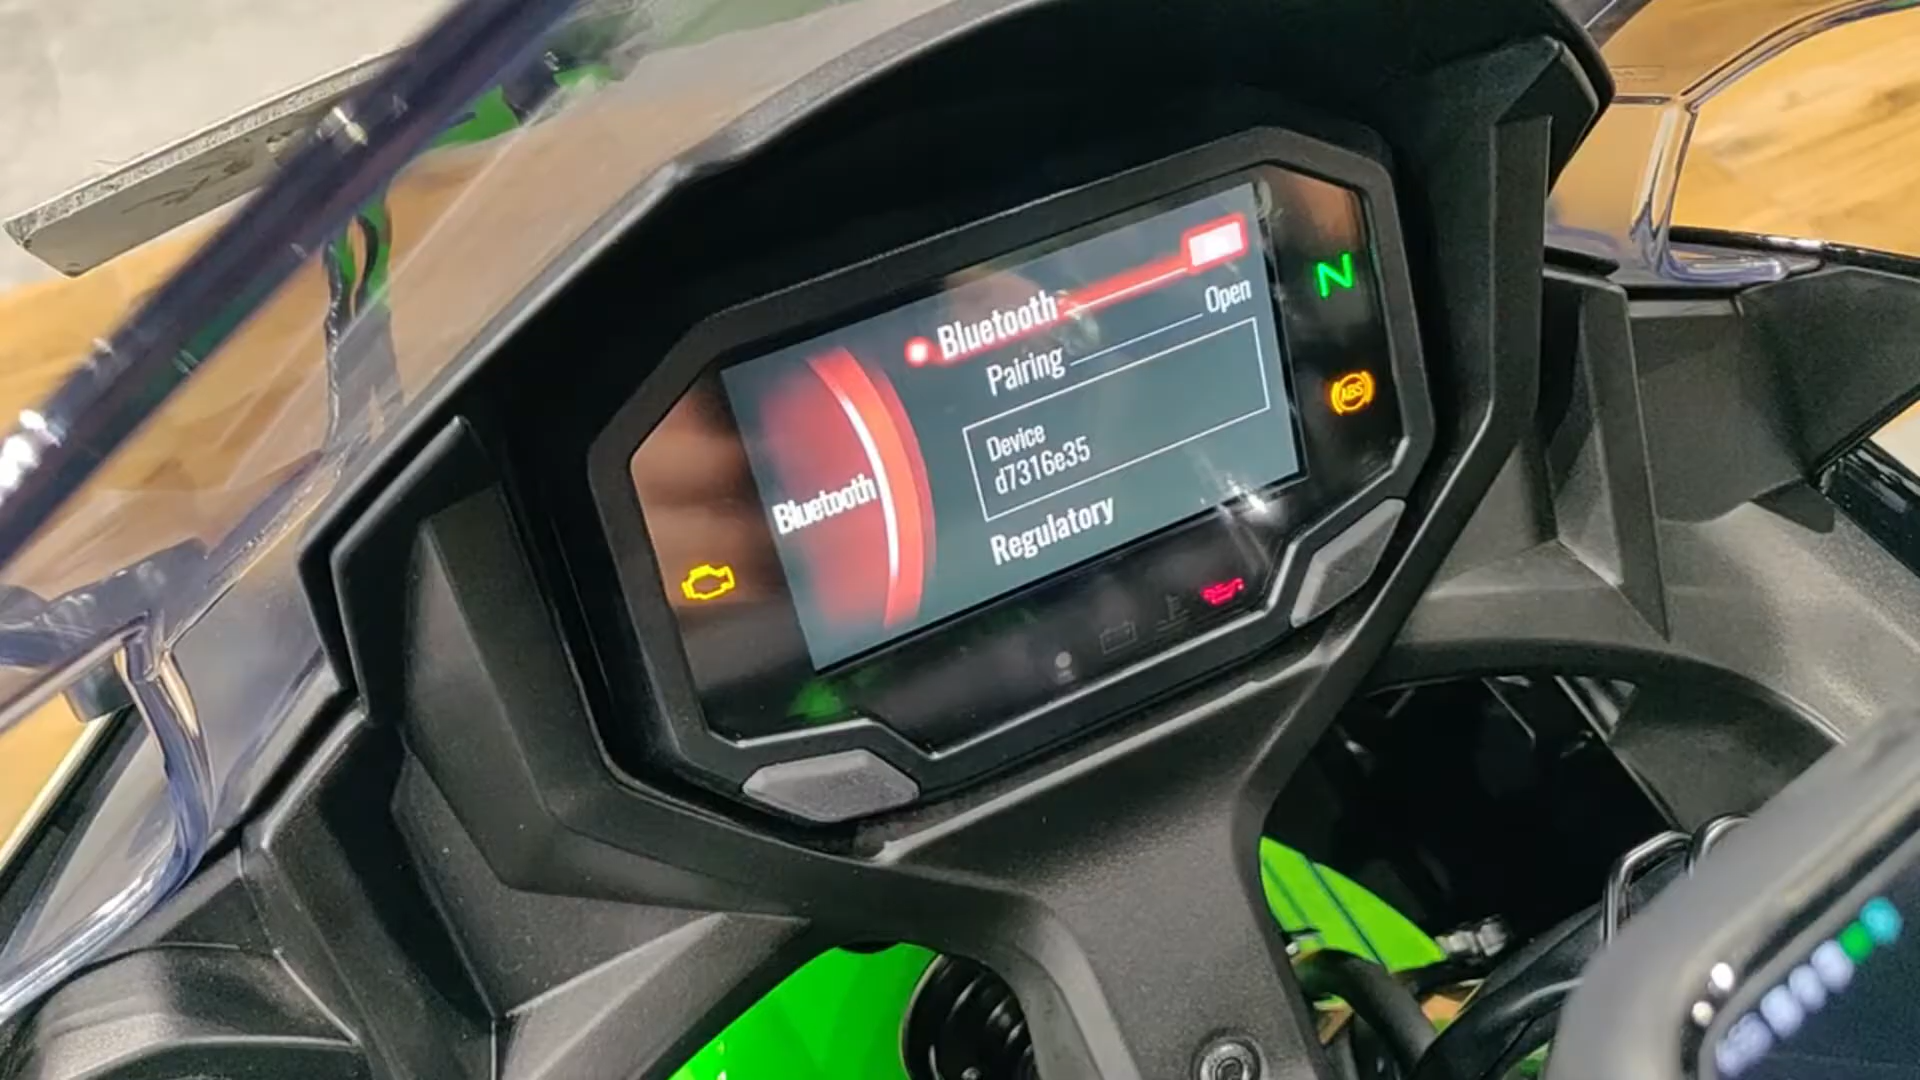 Bluetooth
Pairing
Open
Device
d7316e35
Regulatory
Bluetooth
N
ABS